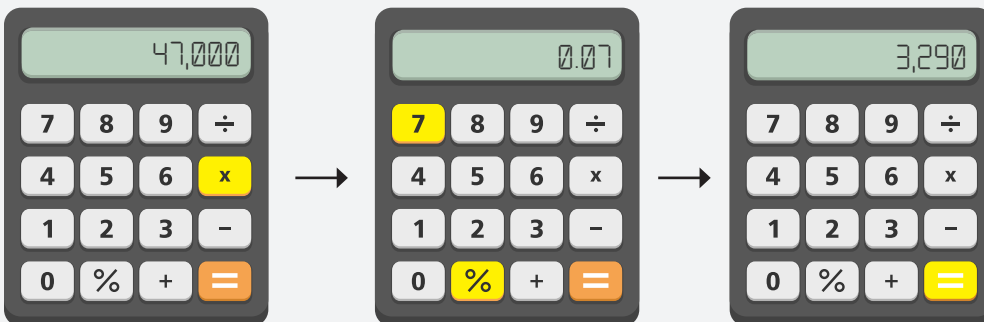 47,000
7 8 9 ÷
4 5 6 x
1 2 3 −
0 % + =
0.07
7 8 9 ÷
4 5 6 x
1 2 3 −
0 % + =
3,290
7 8 9 ÷
4 5 6 x
1 2 3 −
0 % + =